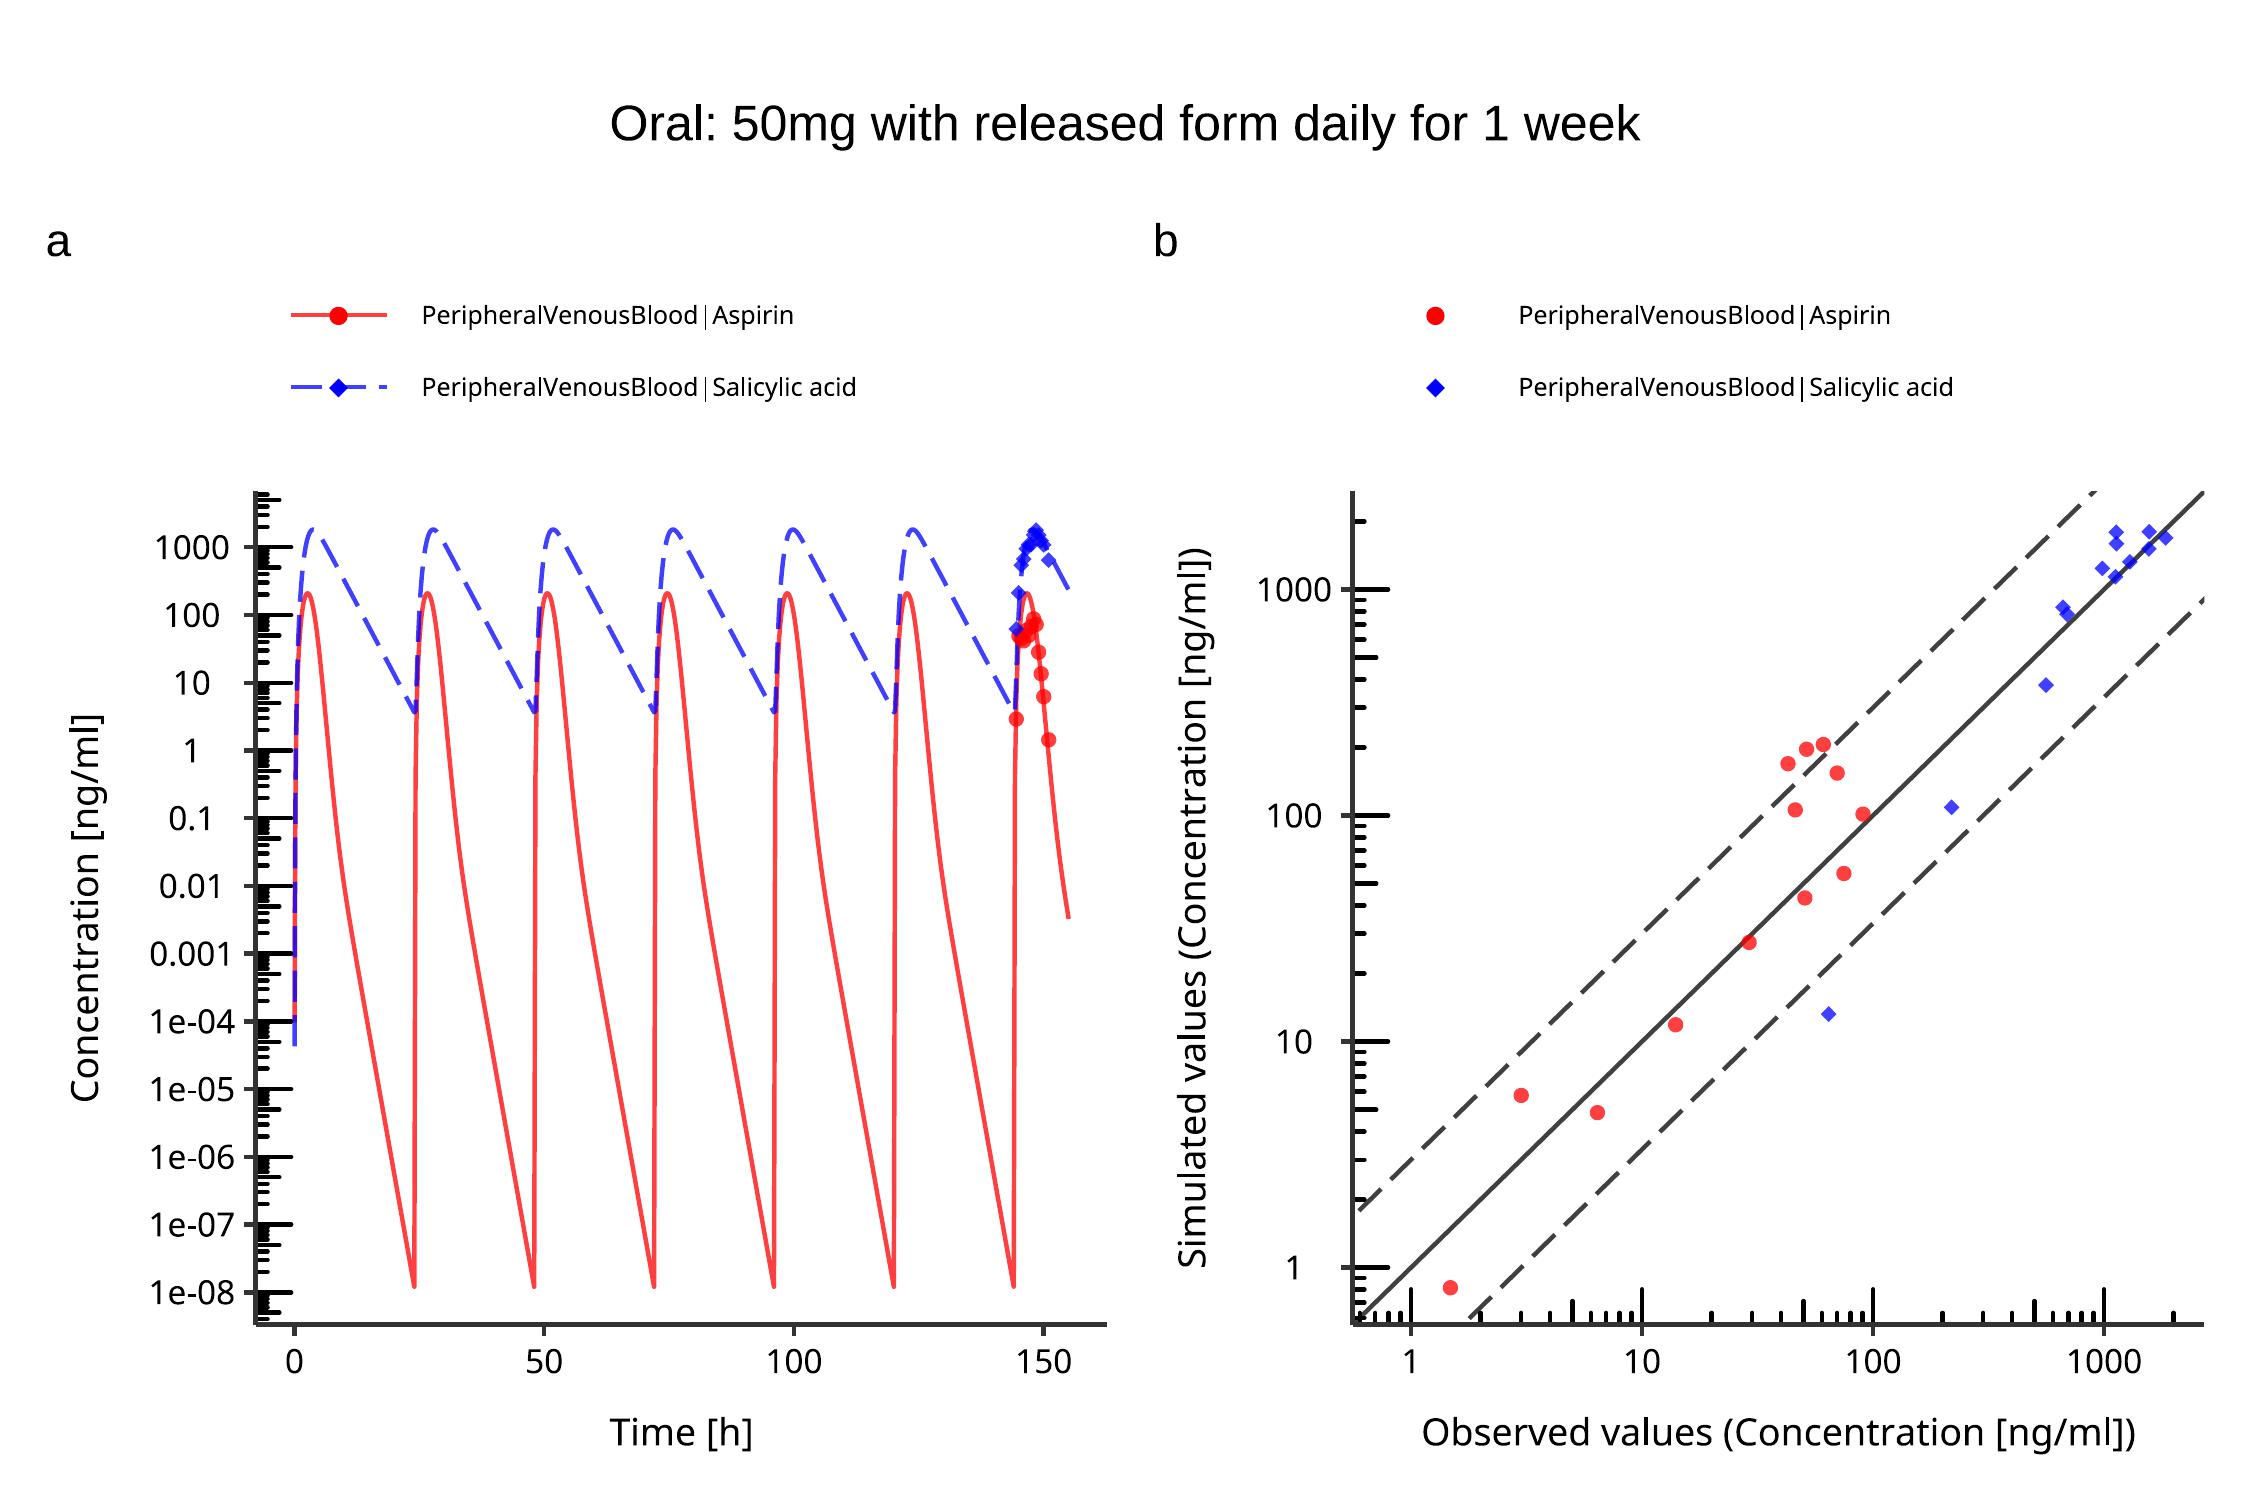 Oral: 50mg with released form daily for 1 week
a
PeripheralVenousBlood|Aspirin
PeripheralVenousBlood|Salicylic acid
Concentration [ng/ml]
1000
100
10
1
0.1
0.01
0.001
1e-04
1e-05
1e-06
1e-07
1e-08
0 50 100 150
Time [h]
b
PeripheralVenousBlood|Aspirin
PeripheralVenousBlood|Salicylic acid
Simulated values (Concentration [ng/ml])
1000
100
10
1
1 10 100 1000
Observed values (Concentration [ng/ml])